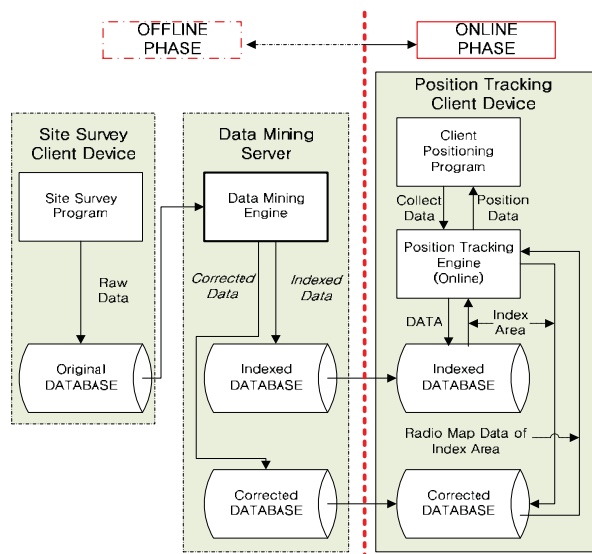 OFFLINE
PHASE
ONLINE
PHASE
Site Survey
Client Device
Site Survey
Program
Raw
Data
Original
DATABASE
Data Mining
Server
Data Mining
Engine
Corrected
Data
Indexed
Data
Indexed
DATABASE
Corrected
DATABASE
Position Tracking
Client Device
Client
Positioning
Program
Collect
Data
Position
Data
Position Tracking
Engine
(Online)
DATA
Index
Area
Indexed
DATABASE
Radio Map Data of
Index Area
Corrected
DATABASE